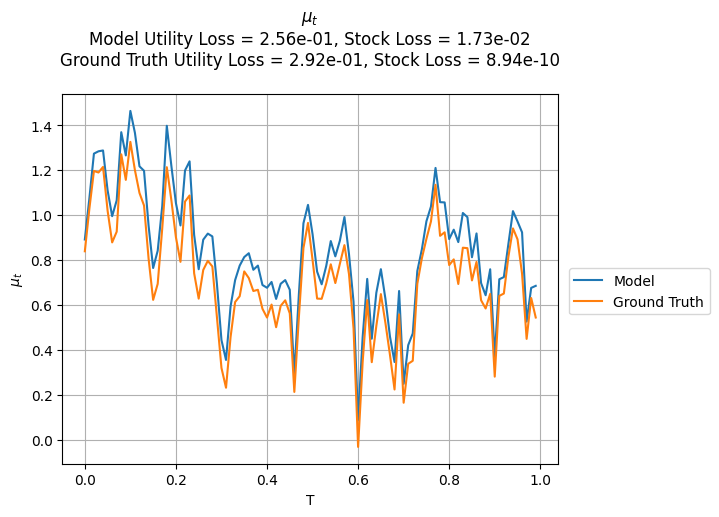 μt
Model Utility Loss = 2.56e-01, Stock Loss = 1.73e-02
Ground Truth Utility Loss = 2.92e-01, Stock Loss = 8.94e-10
1.4
1.2
1.0
0.8
0.6
0.4
0.2
0.0
μt
0.0 0.2 0.4 0.6 0.8 1.0
T
Model
Ground Truth